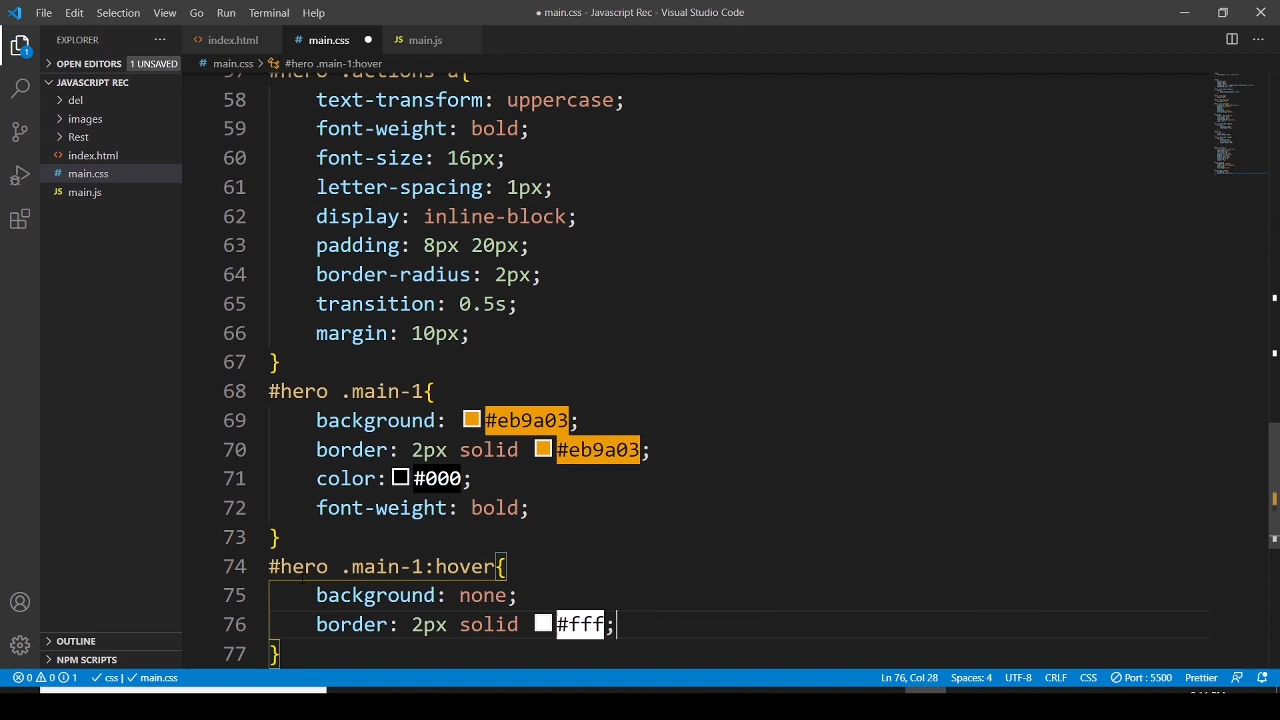 File Edit Selection View Go Run Terminal Help
● main.css - Javascript Rec - Visual Studio Code
EXPLORER ...
index.html main.css main.js
OPEN EDITORS 1 UNSAVED
main.css > #hero .main-1:hover
JAVASCRIPT REC
del
images
Rest
index.html
main.css
main.js
OUTLINE
NPM SCRIPTS
57 #hero .actions a{
58 text-transform: uppercase;
59 font-weight: bold;
60 font-size: 16px;
61 letter-spacing: 1px;
62 display: inline-block;
63 padding: 8px 20px;
64 border-radius: 2px;
65 transition: 0.5s;
66 margin: 10px;
67 }
68 #hero .main-1{
69 background: #eb9a03;
70 border: 2px solid #eb9a03;
71 color: #000;
72 font-weight: bold;
73 }
74 #hero .main-1:hover{
75 background: none;
76 border: 2px solid #fff;
77 }
0 0 1 css | main.css Ln 76, Col 28 Spaces: 4 UTF-8 CRLF CSS Port : 5500 Prettier